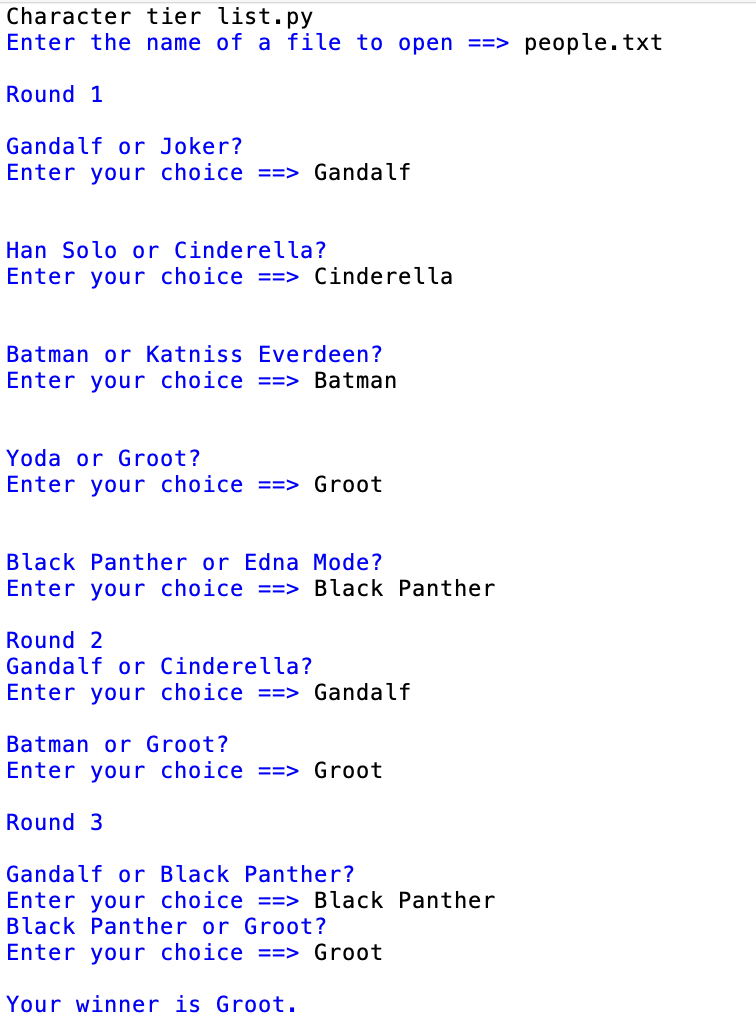 Character tier list.py
Enter the name of a file to open ==> people.txt
Round 1
Gandalf or Joker?
Enter your choice ==> Gandalf
Han Solo or Cinderella?
Enter your choice ==> Cinderella
Batman or Katniss Everdeen?
Enter your choice ==> Batman
Yoda or Groot?
Enter your choice ==> Groot
Black Panther or Edna Mode?
Enter your choice ==> Black Panther
Round 2
Gandalf or Cinderella?
Enter your choice ==> Gandalf
Batman or Groot?
Enter your choice ==> Groot
Round 3
Gandalf or Black Panther?
Enter your choice ==> Black Panther
Black Panther or Groot?
Enter your choice ==> Groot
Your winner is Groot.